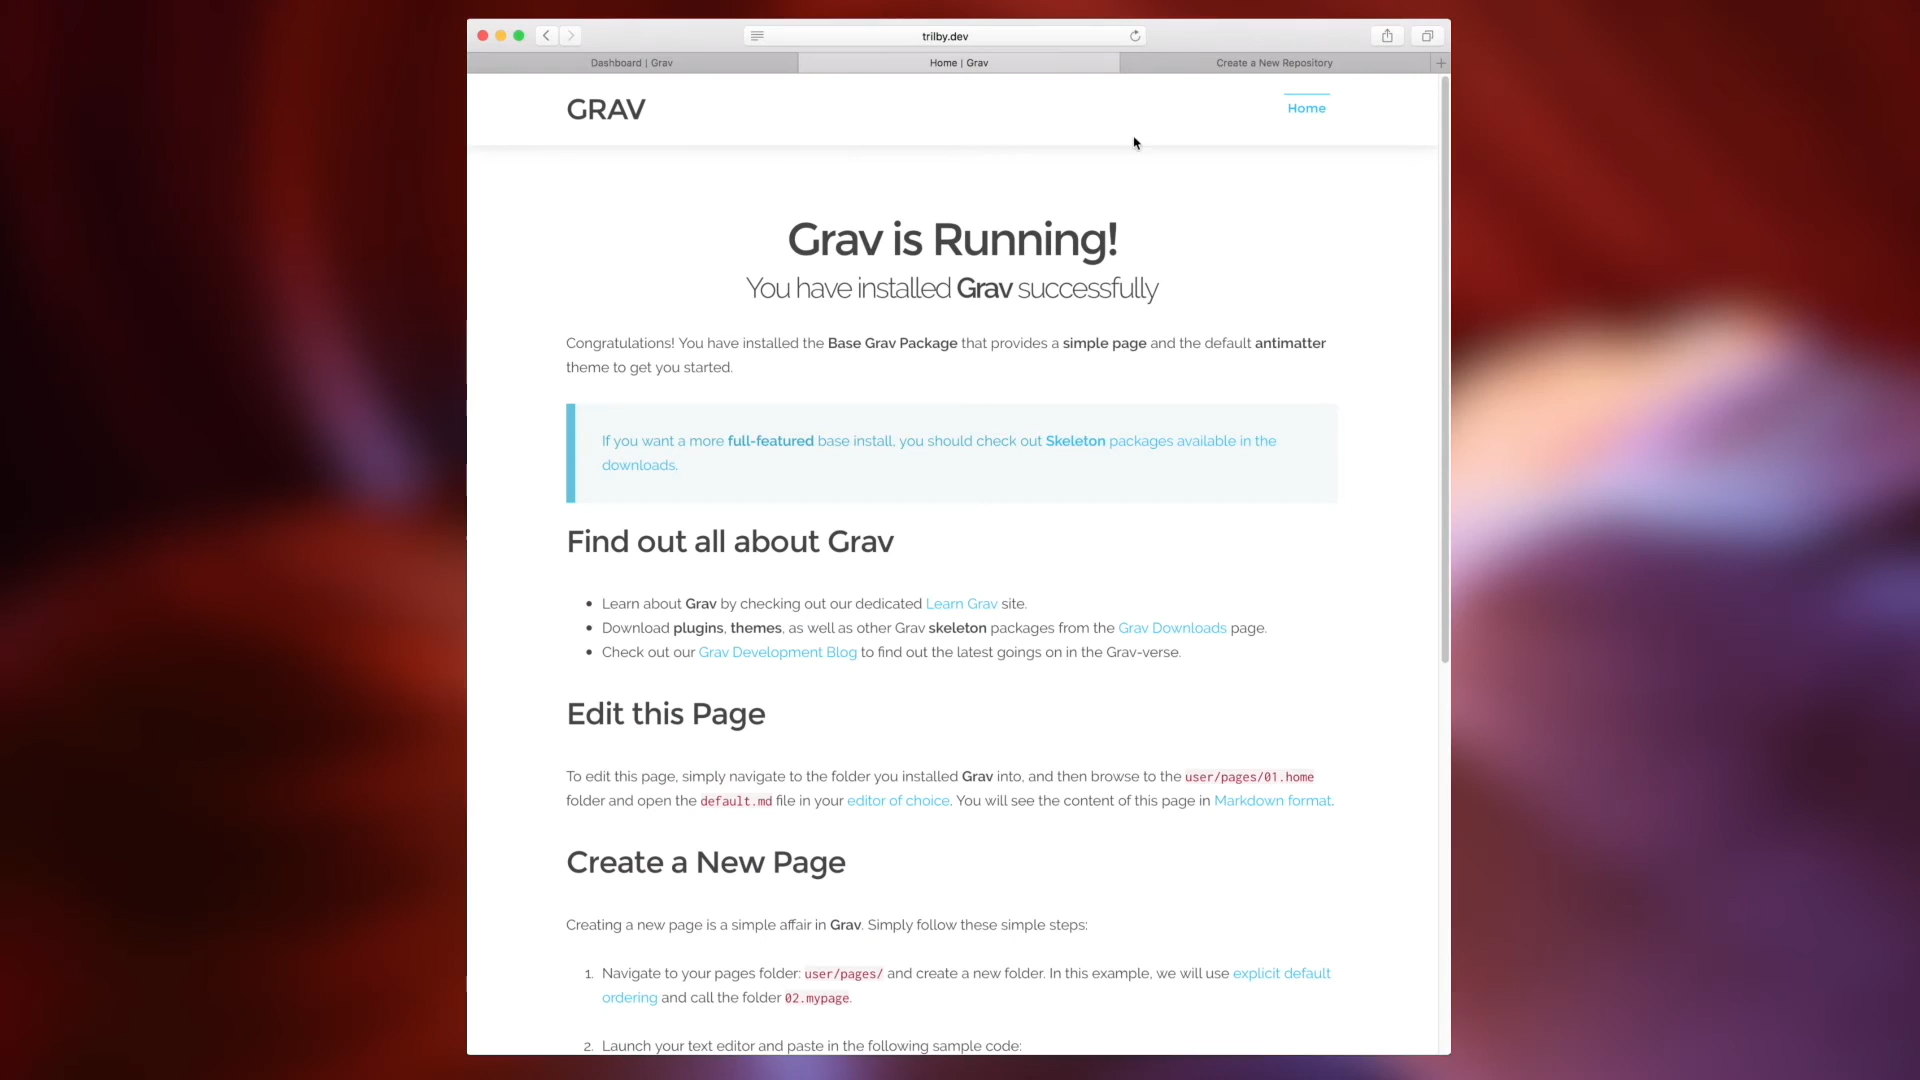 trilby.dev
Dashboard | Grav
Home | Grav
Create a New Repository
GRAV
Home
Grav is Running!
You have installed Grav successfully
Congratulations! You have installed the Base Grav Package that provides a simple page and the default antimatter
theme to get you started.
If you want a more full-featured base install, you should check out Skeleton packages available in the
downloads.
Find out all about Grav
• Learn about Grav by checking out our dedicated Learn Grav site.
• Download plugins, themes, as well as other Grav skeleton packages from the Grav Downloads page.
• Check out our Grav Development Blog to find out the latest goings on in the Grav-verse.
Edit this Page
To edit this page, simply navigate to the folder you installed Grav into, and then browse to the user/pages/01.home
folder and open the default.md file in your editor of choice. You will see the content of this page in Markdown format.
Create a New Page
Creating a new page is a simple affair in Grav. Simply follow these simple steps:
1. Navigate to your pages folder: user/pages/ and create a new folder. In this example, we will use explicit default
ordering and call the folder 02.mypage.
2. Launch your text editor and paste in the following sample code: